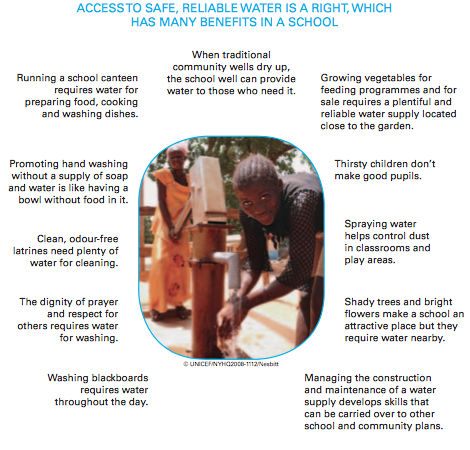 ACCESS TO SAFE, RELIABLE WATER IS A RIGHT, WHICH
HAS MANY BENEFITS IN A SCHOOL
When traditional
community wells dry up,
the school well can provide
water to those who need it.
Running a school canteen
requires water for
preparing food, cooking
and washing dishes.
Growing vegetables for
feeding programmes and for
sale requires a plentiful and
reliable water supply located
close to the garden.
Promoting hand washing
without a supply of soap
and water is like having a
bowl without food in it.
Thirsty children don't
make good pupils.
Clean, odour-free
latrines need plenty of
water for cleaning.
Spraying water
helps control dust
in classrooms and
play areas.
The dignity of prayer
and respect for
others requires water
for washing.
Shady trees and bright
flowers make a school an
attractive place but they
require water nearby.
© UNICEF/NYHQ2008-1112/Nesbitt
Washing blackboards
requires water
throughout the day.
Managing the construction
and maintenance of a water
supply develops skills that
can be carried over to other
school and community plans.